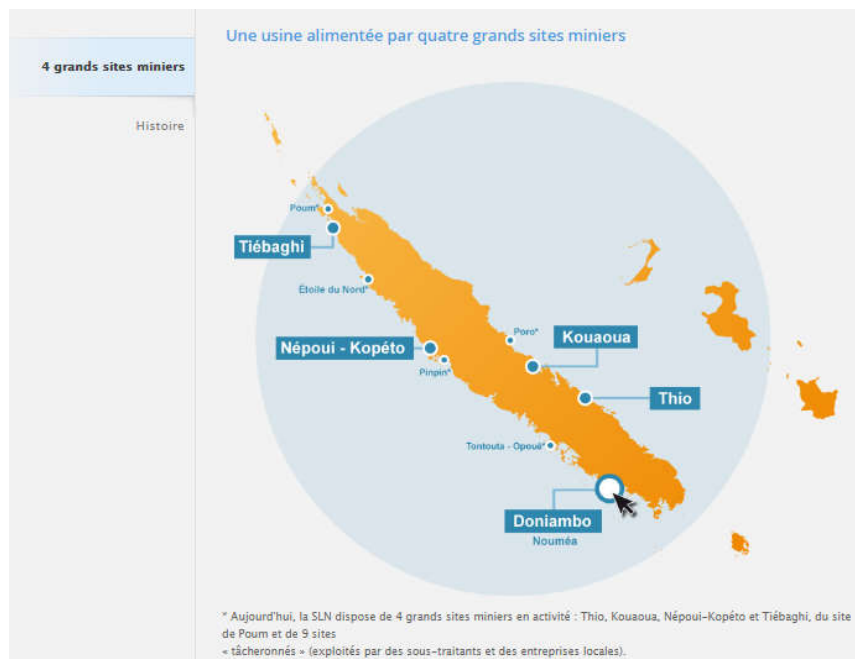 Une usine alimentée par quatre grands sites miniers
4 grands sites miniers
Histoire
Poum*
Tiébaghi
Étoile du Nord*
Poro*
Kouaoua
Népoui - Kopéto
Pinpin*
Thio
Tontouta - Opoué*
Doniambo
Nouméa
* Aujourd'hui, la SLN dispose de 4 grands sites miniers en activité : Thio, Kouaoua, Népoui-Kopéto et Tiébaghi, du site
de Poum et de 9 sites
« tâcheronnés » (exploités par des sous-traitants et des entreprises locales).